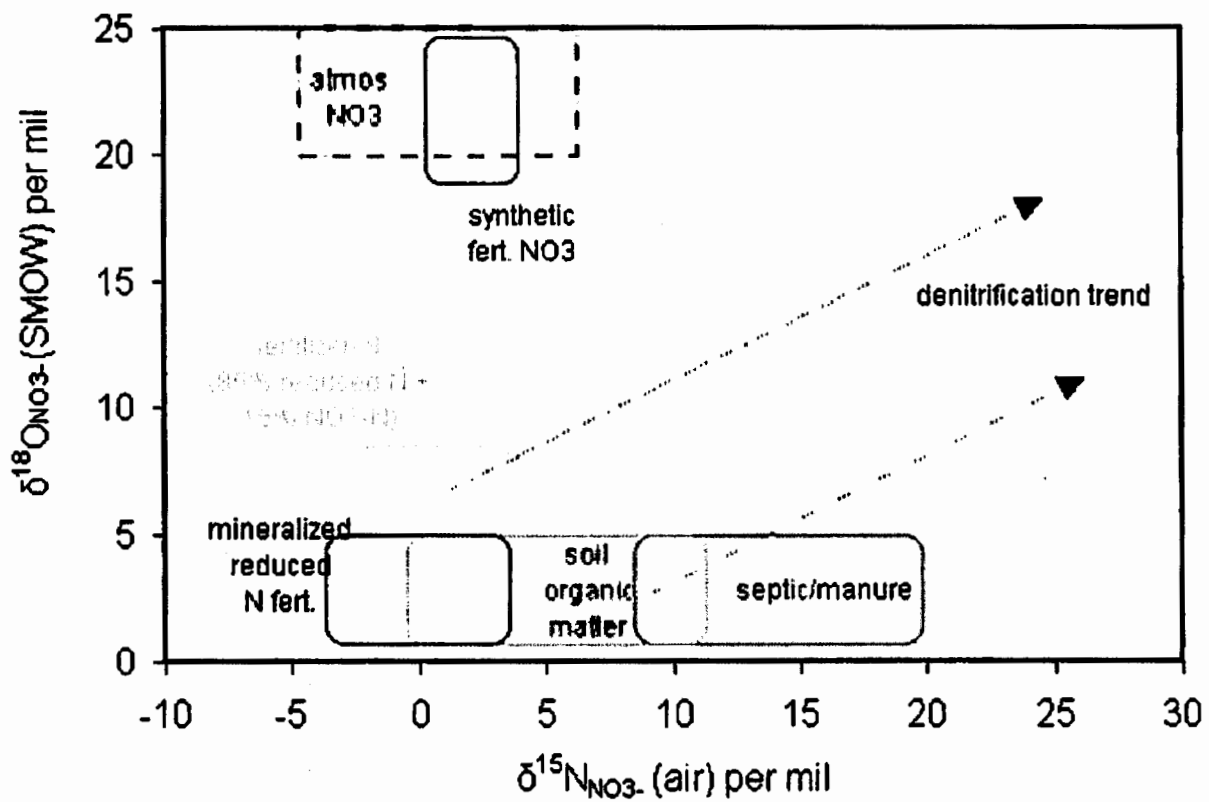 25
20
15
10
5
0
-10 -5 0 5 10 15 20 25 30
δ18ONO3-(SMOW) per mil
δ15NNO3- (air) per mil
atmos
NO3
synthetic
fert. NO3
denitrification trend
reduced N +
mineralized
reduced
N fert.
soil
organic
matter
septic/manure